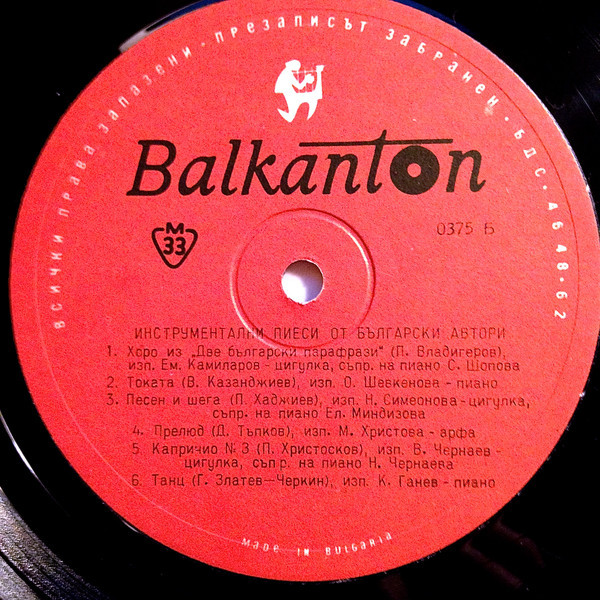 ВСИЧКИ ПРАВА ЗАПАЗЕНИ · ПРЕЗАПИСЪТ ЗАБРАНЕН · БДС · 4648·62
Balkanton
М
33
0375 Б
ИНСТРУМЕНТАЛНИ ПИЕСИ ОТ БЪЛГАРСКИ АВТОРИ
1. Хоро из „Две български парафрази" (П. Владигеров),
изп. Ем. Камиларов - цигулка, съпр. на пиано С. Шопова
2. Токата (В. Казанджиев), изп. О. Шевкенова - пиано
3. Песен и шега (П. Хаджиев), изп. Н. Симеонова - цигулка,
съпр. на пиано Ел. Миндизова
4. Прелюд (Д. Тъпков), изп. М. Христова - арфа
5. Капричио № 3 (П. Христосков), изп. В. Чернаев -
цигулка, съпр. на пиано Н. Чернаева
6. Танц (Г. Златев—Черкин), изп. К. Ганев - пиано
MADE IN BULGARIA